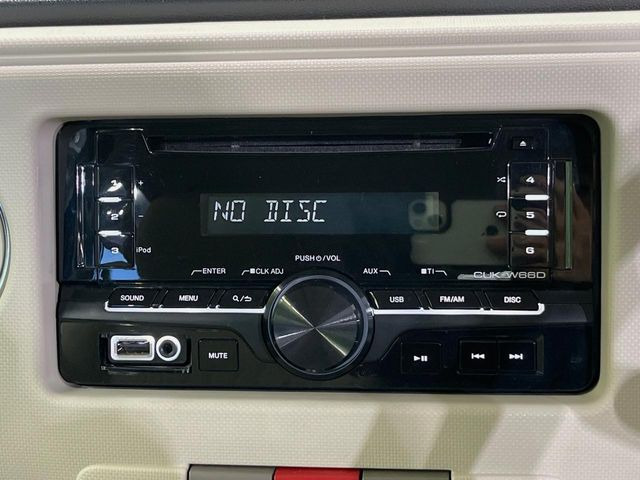 1 +
2 −
3 iPod
NO DISC
4
5
6
PUSH⏻/VOL
ENTER
■CLK ADJ
AUX
■TI
CUK-W66D
SOUND
MENU
USB
FM/AM
DISC
MUTE